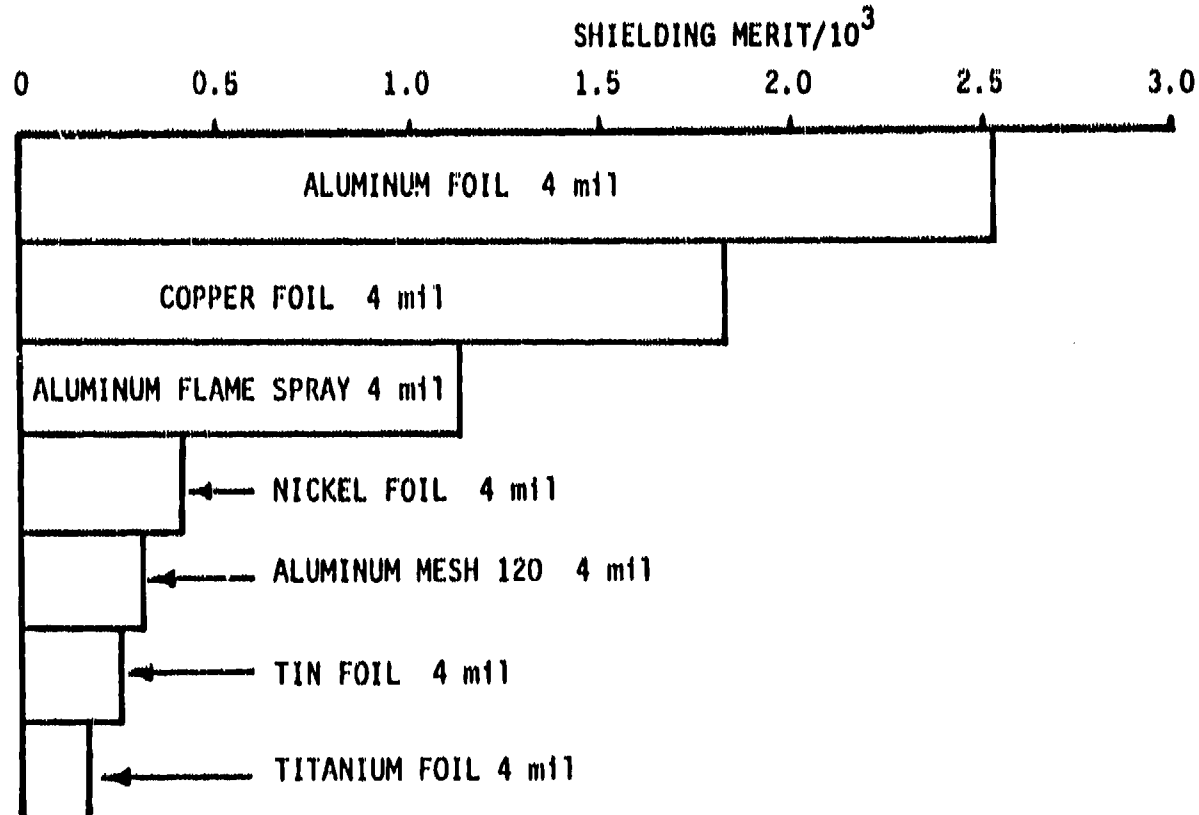 SHIELDING MERIT/10³
0 0.5 1.0 1.5 2.0 2.5 3.0
ALUMINUM FOIL 4 mil
COPPER FOIL 4 mil
ALUMINUM FLAME SPRAY 4 mil
NICKEL FOIL 4 mil
ALUMINUM MESH 120 4 mil
TIN FOIL 4 mil
TITANIUM FOIL 4 mil